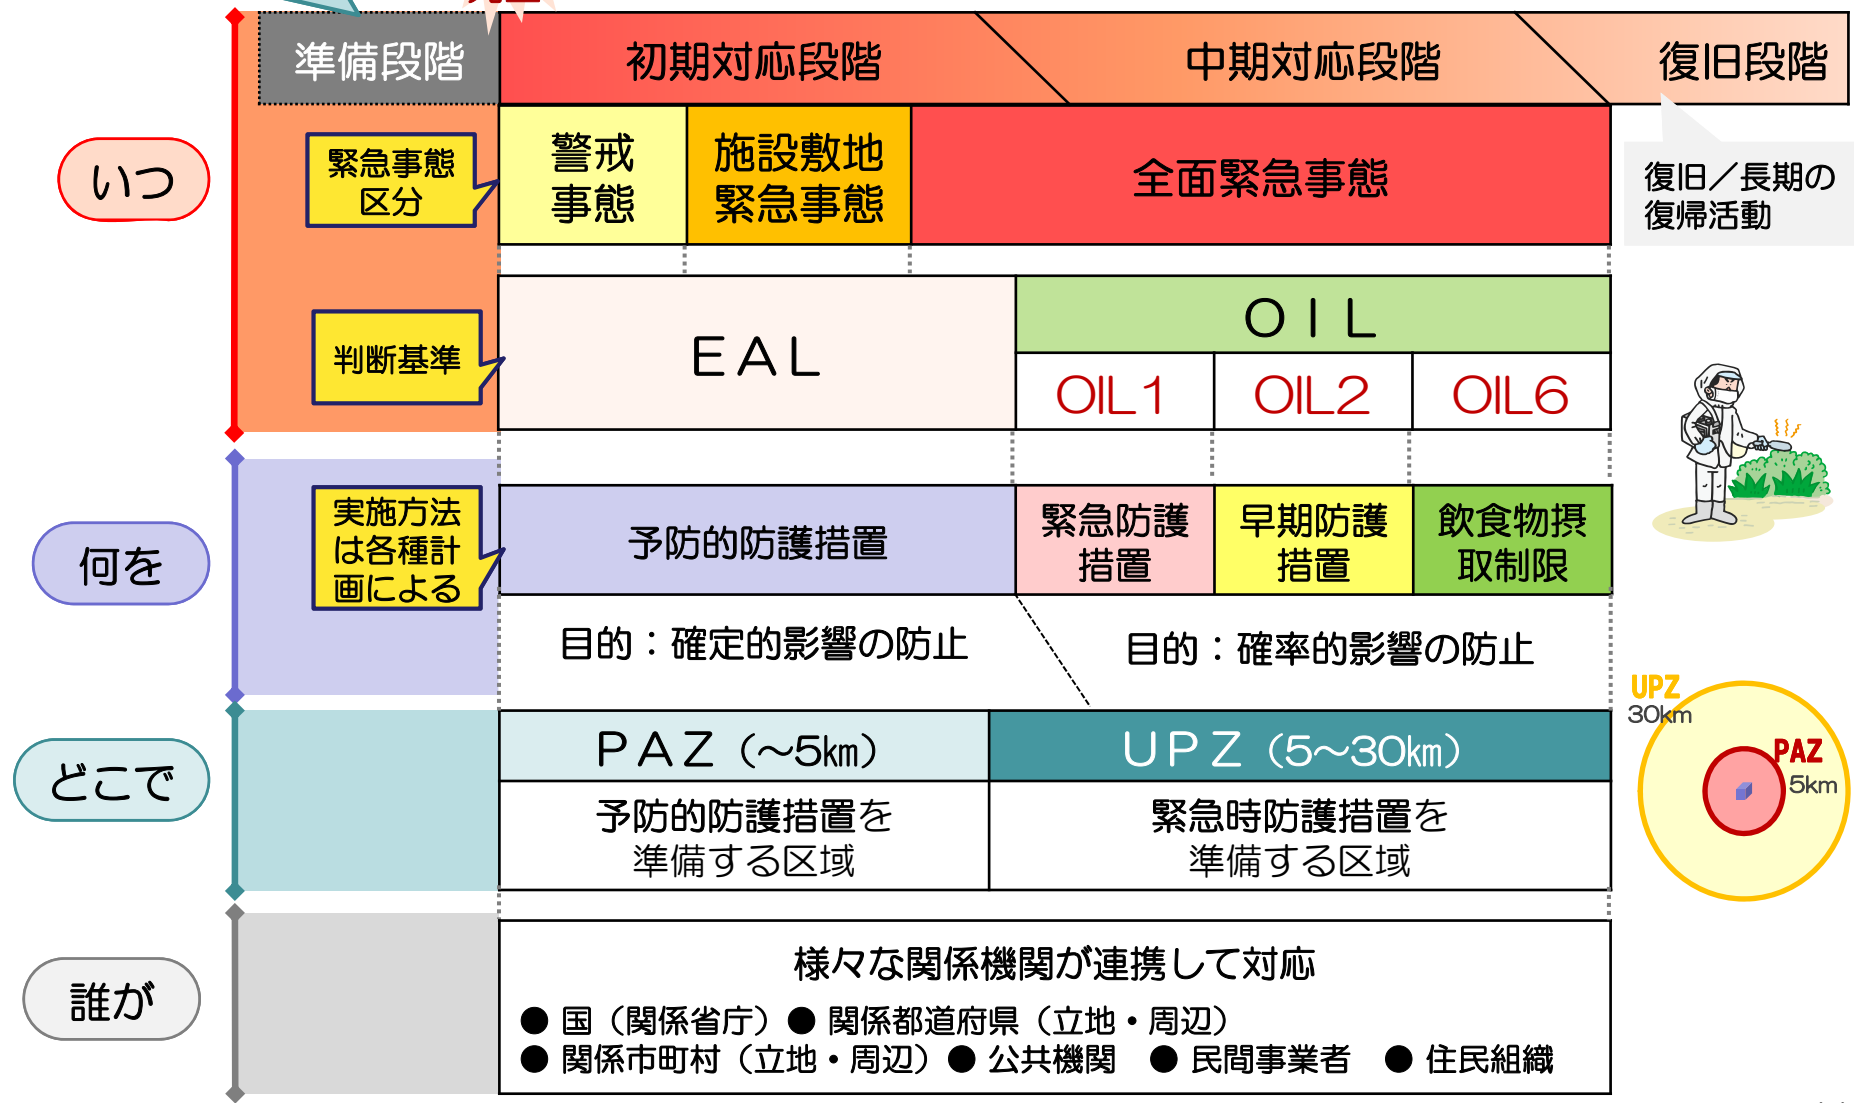 準備段階
初期対応段階
中期対応段階
復旧段階
いつ
緊急事態
区分
警戒
事態
施設敷地
緊急事態
全面緊急事態
復旧／長期の
復帰活動
判断基準
EAL
OIL
OIL1
OIL2
OIL6
何を
実施方法
は各種計
画による
予防的防護措置
緊急防護
措置
早期防護
措置
飲食物摂
取制限
目的：確定的影響の防止
目的：確率的影響の防止
どこで
PAZ（～5㎞）
UPZ（5～30㎞）
予防的防護措置を
準備する区域
緊急時防護措置を
準備する区域
UPZ
30km
PAZ
5km
誰が
様々な関係機関が連携して対応
● 国（関係省庁）● 関係都道府県（立地・周辺）
● 関係市町村（立地・周辺）● 公共機関　● 民間事業者　● 住民組織